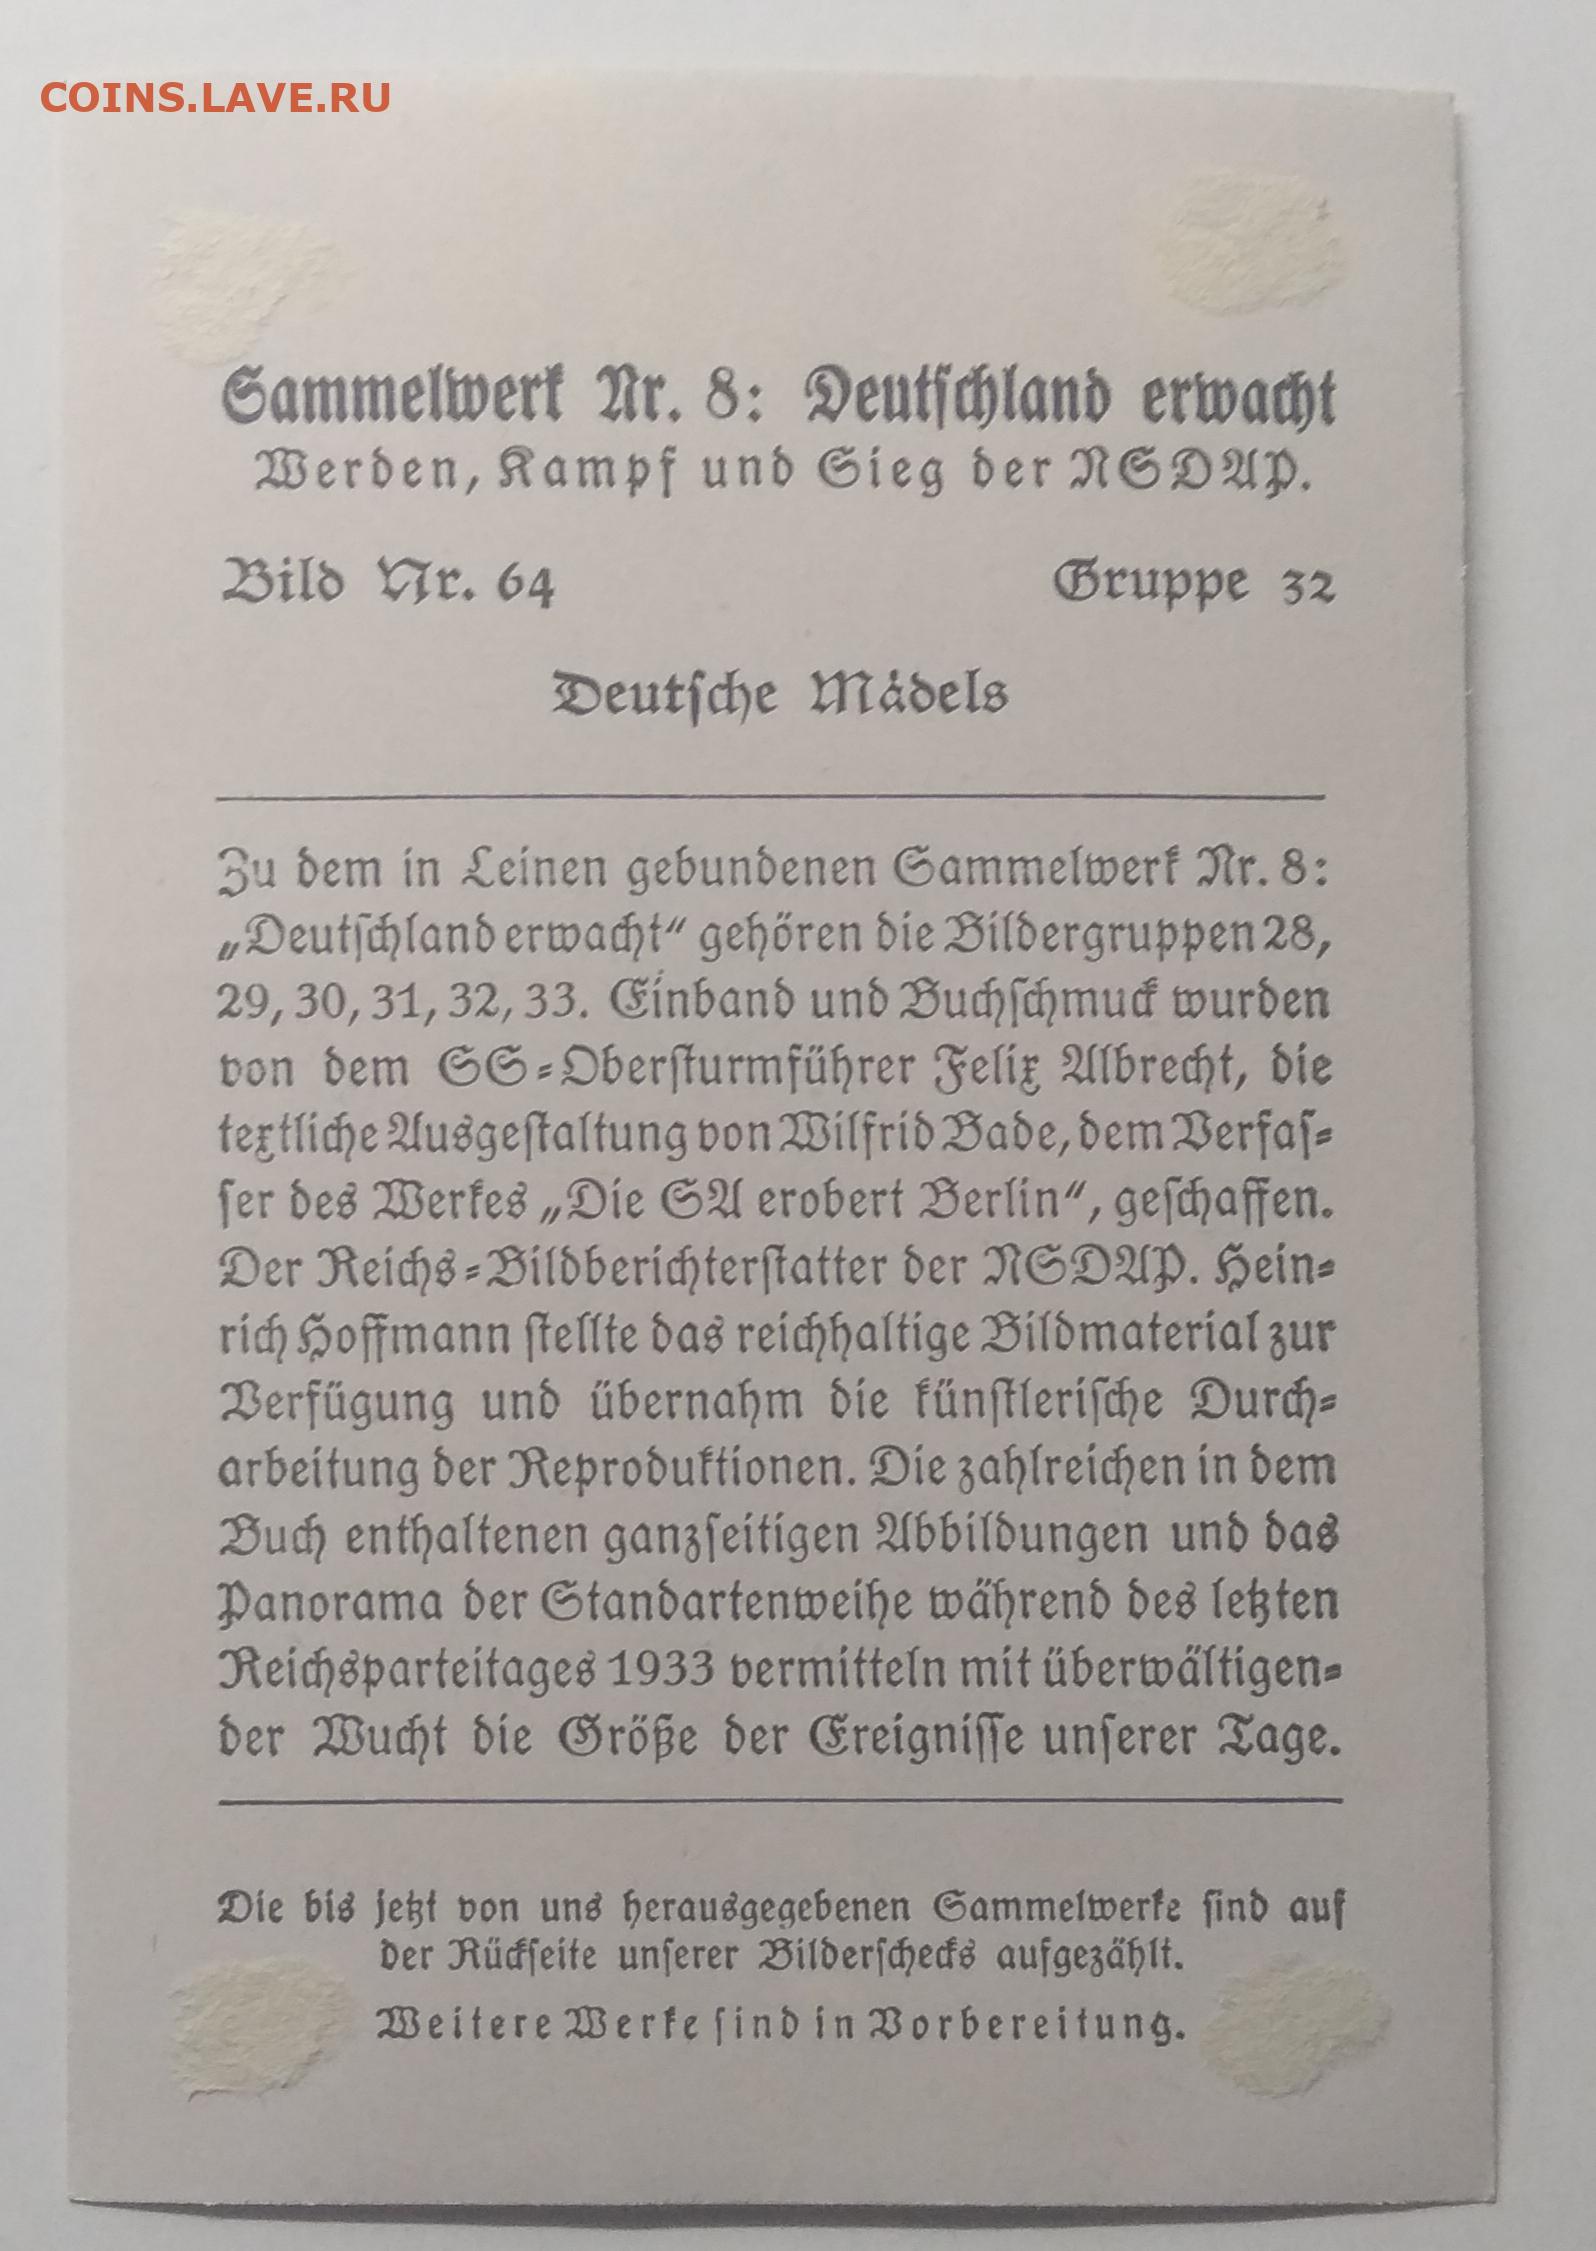 COINS.LAVE.RU
Sammelwerk Nr. 8: Deutſchland erwacht
Werden, Kampf und Sieg der NSDAP.
Bild Nr. 64 Gruppe 32
Deutſche Mädels
Zu dem in Leinen gebundenen Sammelwerk Nr. 8:
„Deutſchland erwacht“ gehören die Bildergruppen 28,
29, 30, 31, 32, 33. Einband und Buchſchmuck wurden
von dem SS-Oberſturmführer Felix Albrecht, die
textliche Ausgeſtaltung von Wilfrid Bade, dem Verfaſ-
ſer des Werkes „Die SA erobert Berlin“, geſchaffen.
Der Reichs-Bildberichterſtatter der NSDAP. Hein-
rich Hoffmann ſtellte das reichhaltige Bildmaterial zur
Verfügung und übernahm die künſtleriſche Durch-
arbeitung der Reproduktionen. Die zahlreichen in dem
Buch enthaltenen ganzſeitigen Abbildungen und das
Panorama der Standartenweihe während des letzten
Reichsparteitages 1933 vermitteln mit überwältigen-
der Wucht die Größe der Ereigniſſe unſerer Tage.
Die bis jetzt von uns herausgegebenen Sammelwerke ſind auf
der Rückſeite unſerer Bilderſchecks aufgezählt.
Weitere Werke ſind in Vorbereitung.